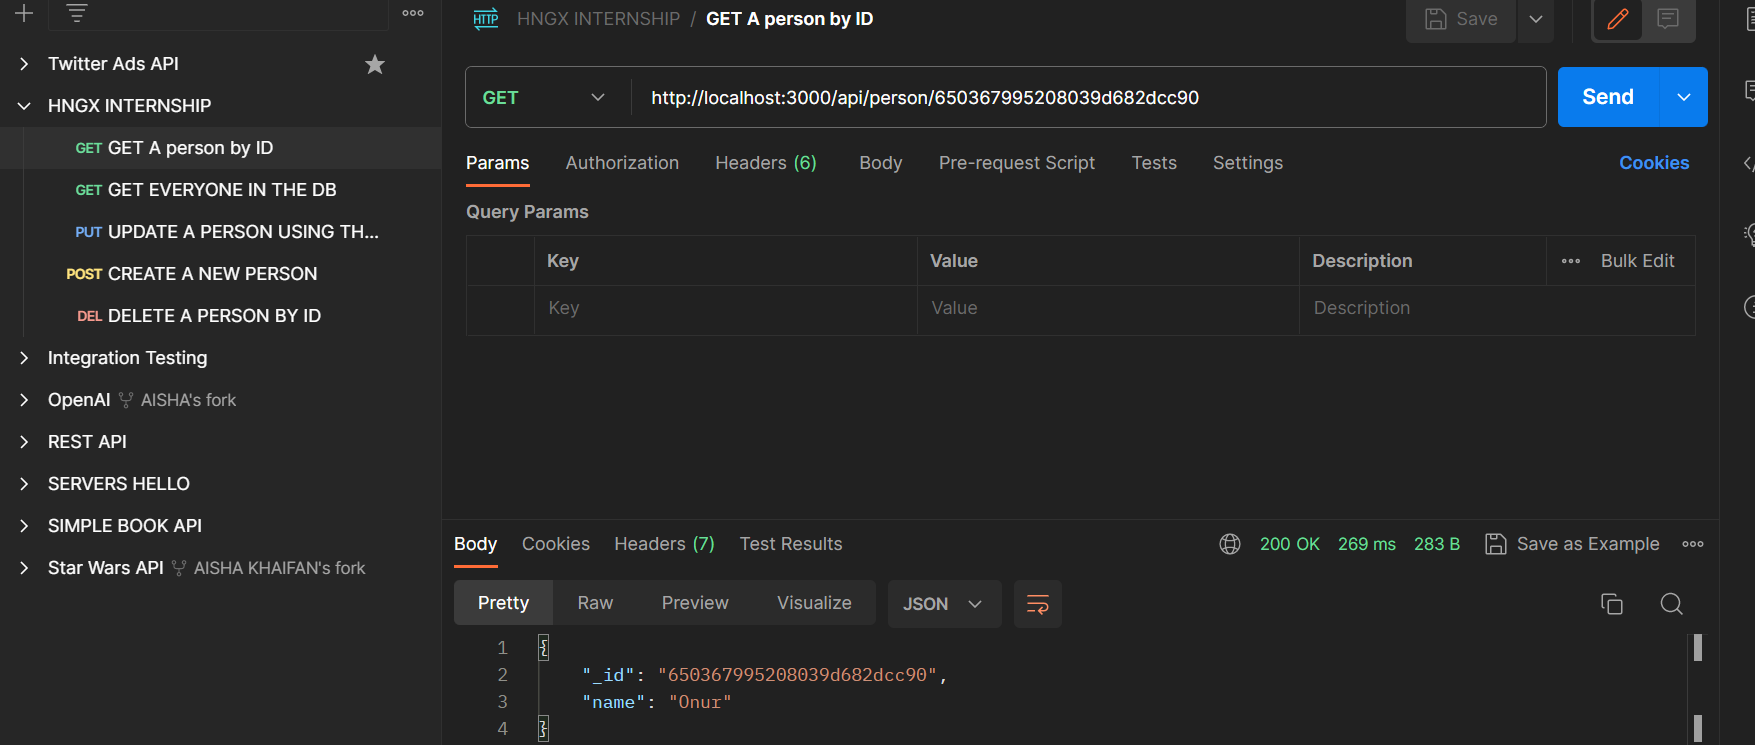 HTTP HNGX INTERNSHIP / GET A person by ID
Save
Twitter Ads API
HNGX INTERNSHIP
GET GET A person by ID
GET GET EVERYONE IN THE DB
PUT UPDATE A PERSON USING TH...
POST CREATE A NEW PERSON
DEL DELETE A PERSON BY ID
Integration Testing
OpenAI AISHA's fork
REST API
SERVERS HELLO
SIMPLE BOOK API
Star Wars API AISHA KHAIFAN's fork
GET http://localhost:3000/api/person/650367995208039d682dcc90 Send
Params Authorization Headers (6) Body Pre-request Script Tests Settings Cookies
Query Params
Key Value Description Bulk Edit
Key Value Description
Body Cookies Headers (7) Test Results 200 OK 269 ms 283 B Save as Example
Pretty Raw Preview Visualize JSON
1 {
2 "_id": "650367995208039d682dcc90",
3 "name": "Onur"
4 }